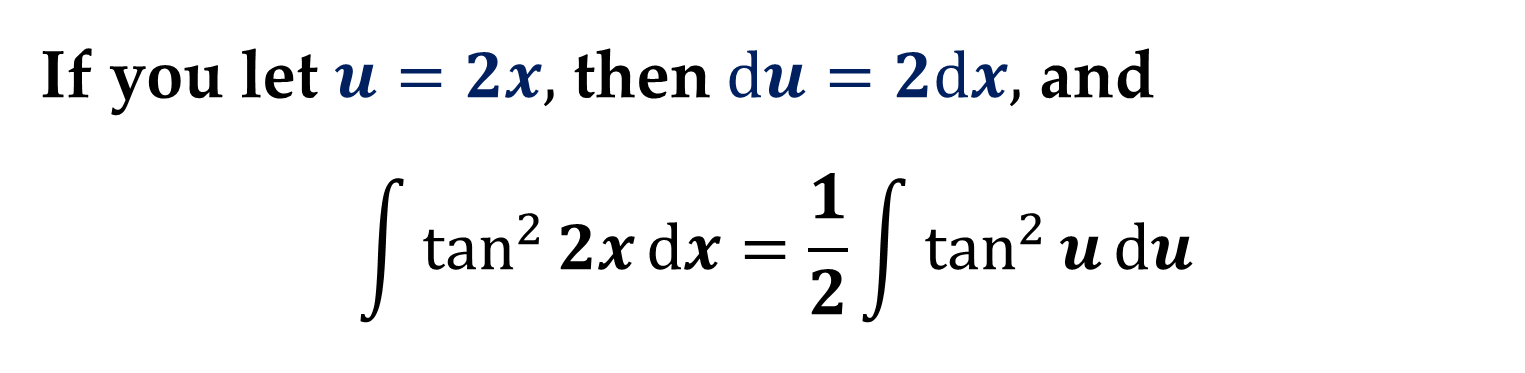 If you let u = 2x, then du = 2dx, and
∫ tan² 2x dx = 1/2 ∫ tan² u du